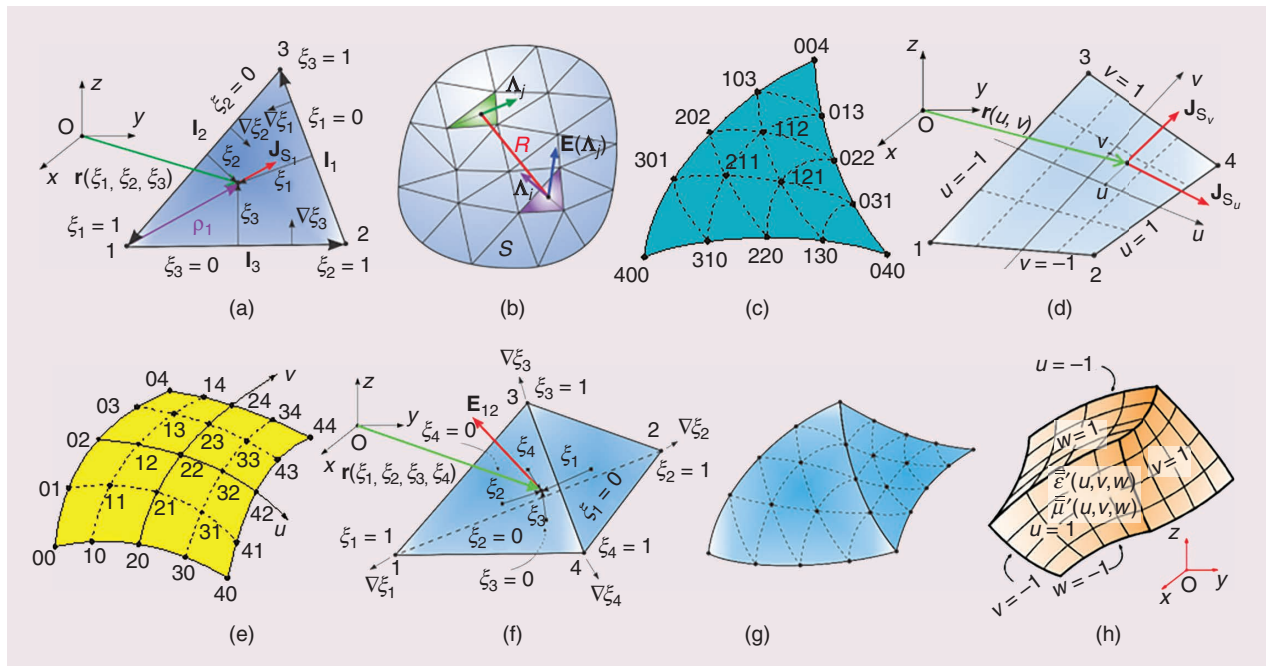 z
O
y
x
r(ξ₁, ξ₂, ξ₃)
3
ξ₃ = 1
ξ₂ = 0
ξ₁ = 0
l₂
∇ξ₂
∇ξ₁
ξ₂
J_S₁
l₁
ξ₁
ρ₁
ξ₃
∇ξ₃
ξ₁ = 1
1
ξ₃ = 0
l₃
2
ξ₂ = 1
(a)
Λⱼ
R
E(Λⱼ)
Λᵢ
S
(b)
004
103
013
202
112
022
301
211
121
031
400
310
220
130
040
(c)
z
y
O
x
r(u, v)
3
v = 1
v
J_Sv
v
4
u = −1
u
J_Su
u = 1
u
1
v = −1
2
(d)
04
14
v
24
03
34
13
23
44
02
12
22
33
43
01
32
11
21
42
u
31
41
00
10
20
30
40
(e)
z
y
O
x
r(ξ₁, ξ₂, ξ₃, ξ₄)
∇ξ₃
ξ₃ = 1
3
E₁₂
ξ₄ = 0
2
∇ξ₂
ξ₂ = 1
ξ₄
ξ₁
ξ₂
ξ₁ = 0
ξ₃
ξ₁ = 1
ξ₂ = 0
1
∇ξ₁
ξ₃ = 0
4
ξ₄ = 1
∇ξ₄
(f)
(g)
u = −1
w = 1
v = 1
ε̿′(u,v,w)
μ̿′(u,v,w)
u = 1
v = −1
w = −1
z
O
y
x
(h)